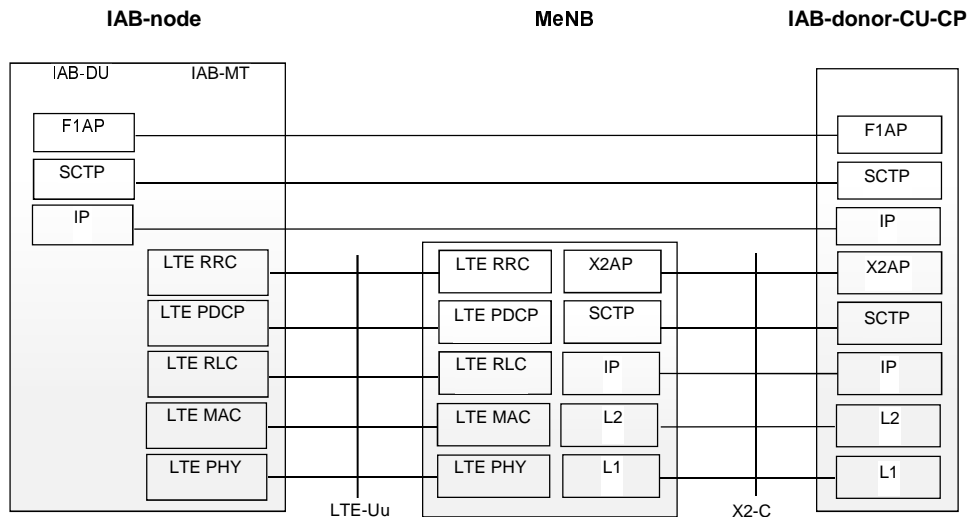 IAB-node MeNB IAB-donor-CU-CP
IAB-DU IAB-MT
F1AP F1AP
SCTP SCTP
IP IP
LTE RRC LTE RRC X2AP X2AP
LTE PDCP LTE PDCP SCTP SCTP
LTE RLC LTE RLC IP IP
LTE MAC LTE MAC L2 L2
LTE PHY LTE PHY L1 L1
LTE-Uu X2-C